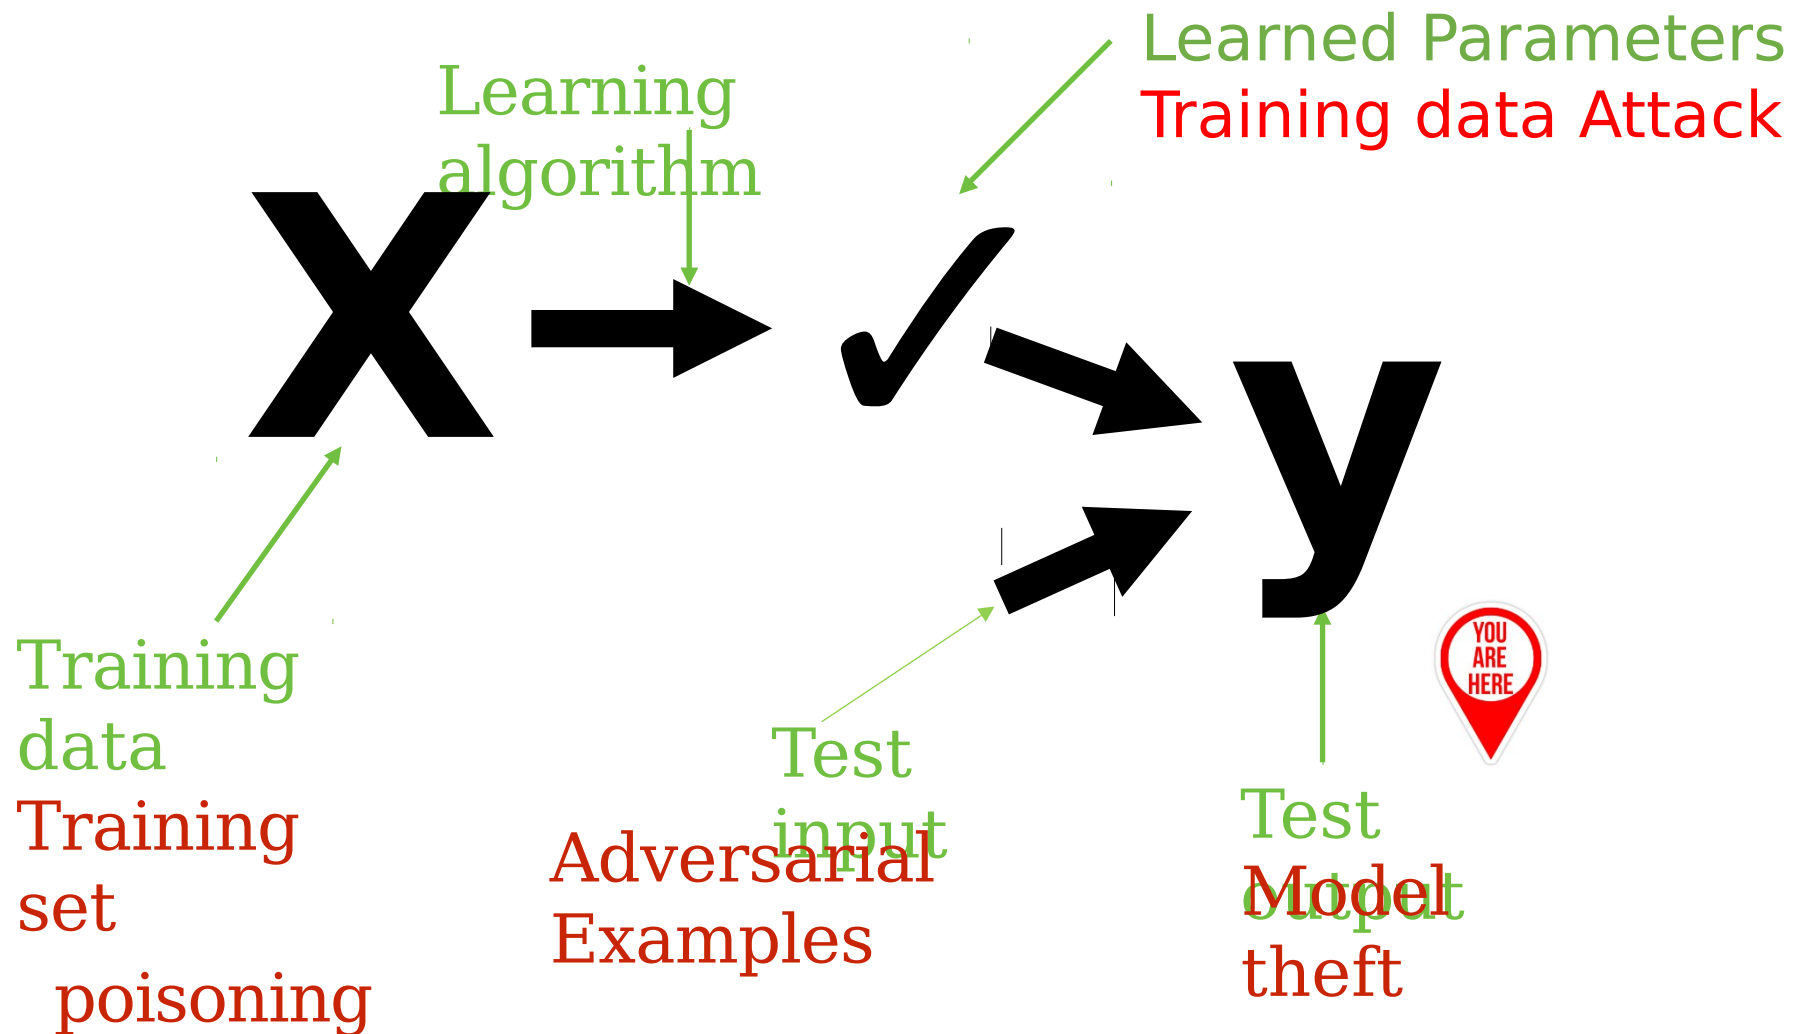 Learned Parameters
Training data Attack
Learning
algorithm
X
✓
y
YOU
ARE
HERE
Training
data
Training
set
poisoning
Test
input
Adversarial
Examples
Test
output
Model
theft